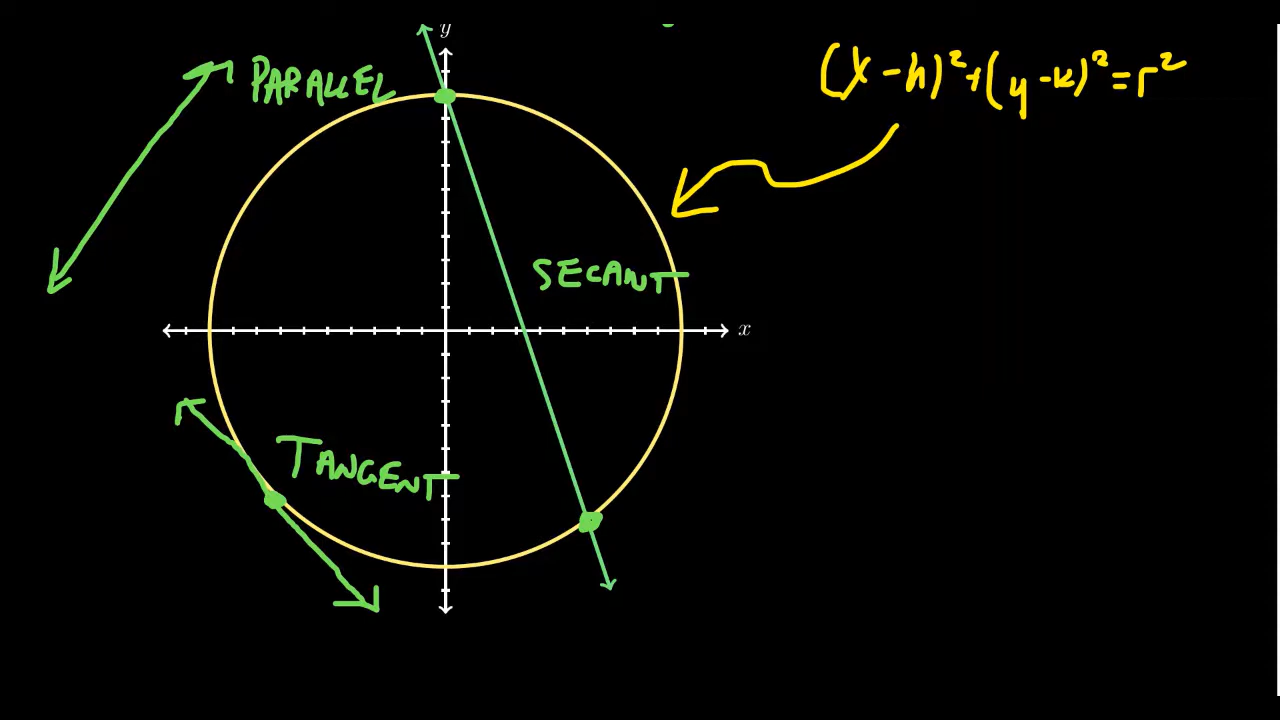 y
PARALLEL
(x-h)²+(y-k)²=r²
SECANT
x
TANGENT